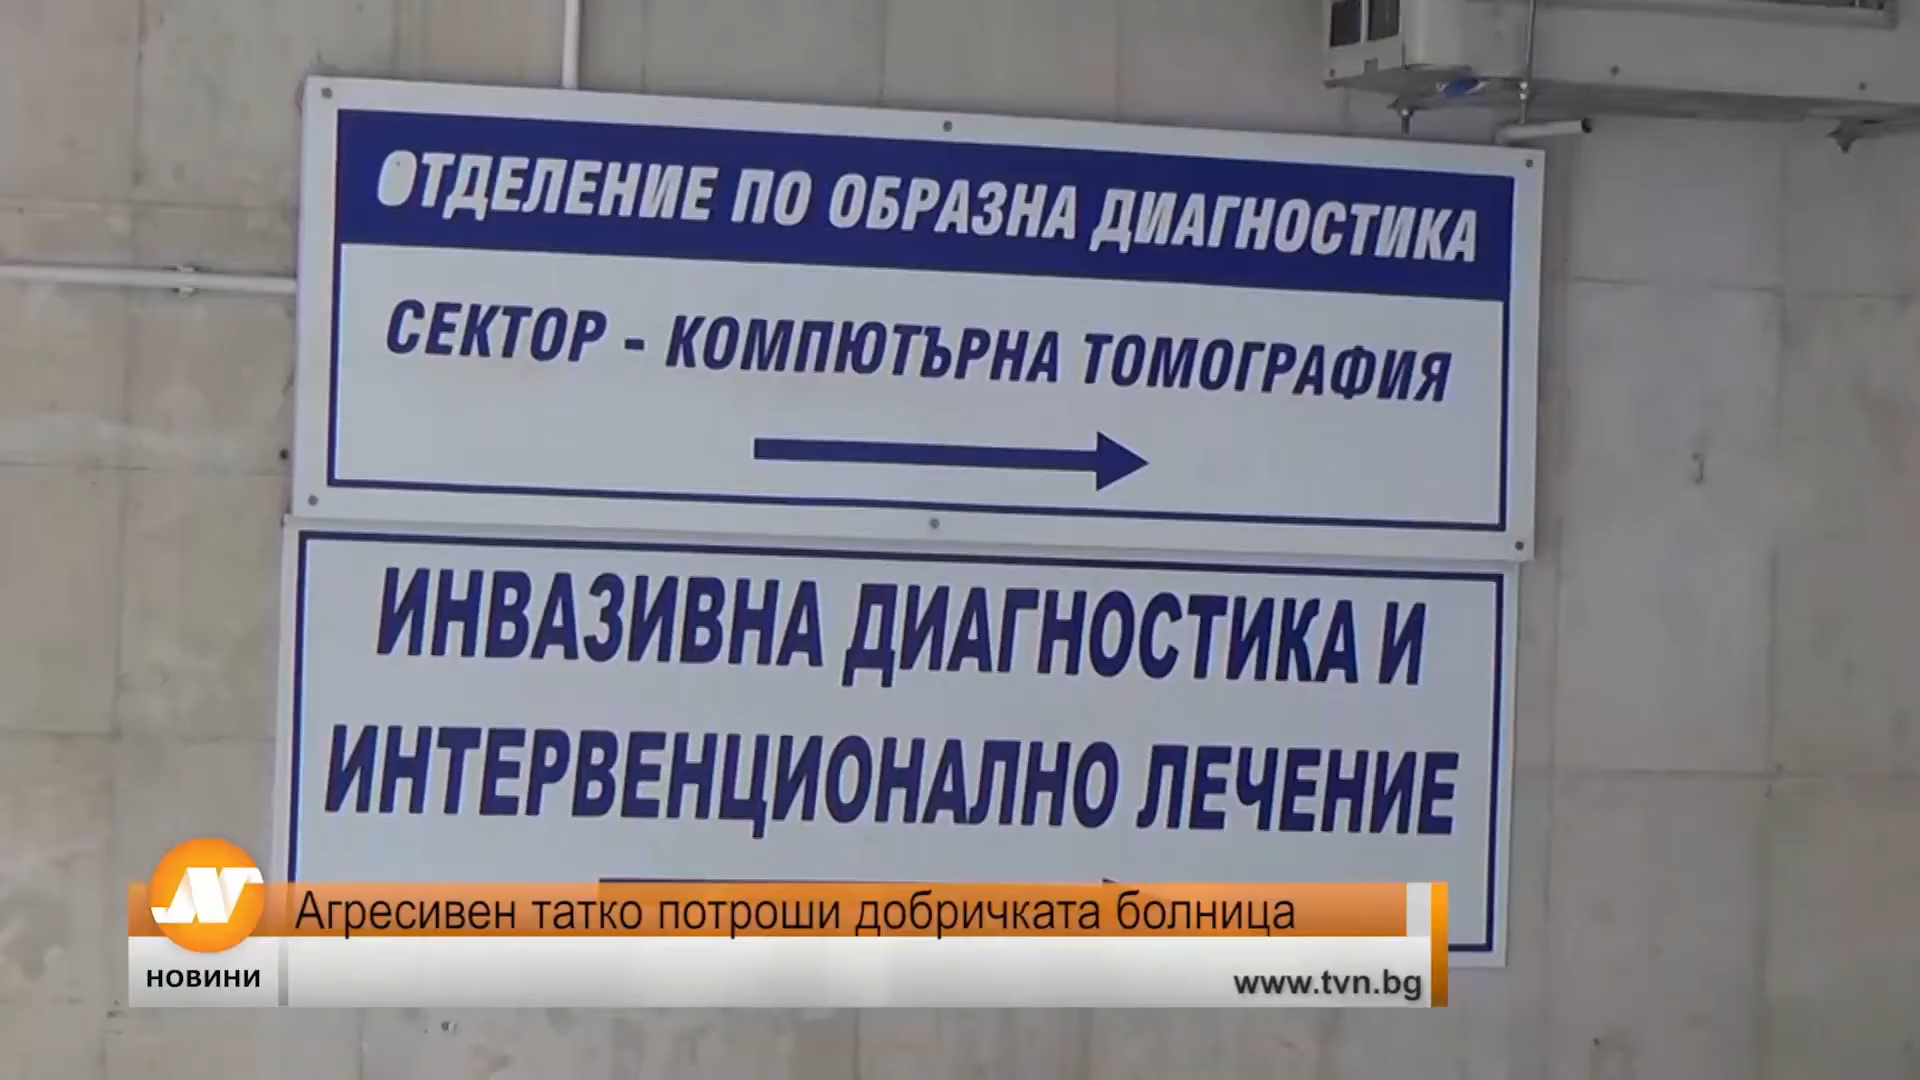 ОТДЕЛЕНИЕ ПО ОБРАЗНА ДИАГНОСТИКА
СЕКТОР - КОМПЮТЪРНА ТОМОГРАФИЯ
ИНВАЗИВНА ДИАГНОСТИКА И
ИНТЕРВЕНЦИОНАЛНО ЛЕЧЕНИЕ
Агресивен татко потроши добричката болница
НОВИНИ
www.tvn.bg